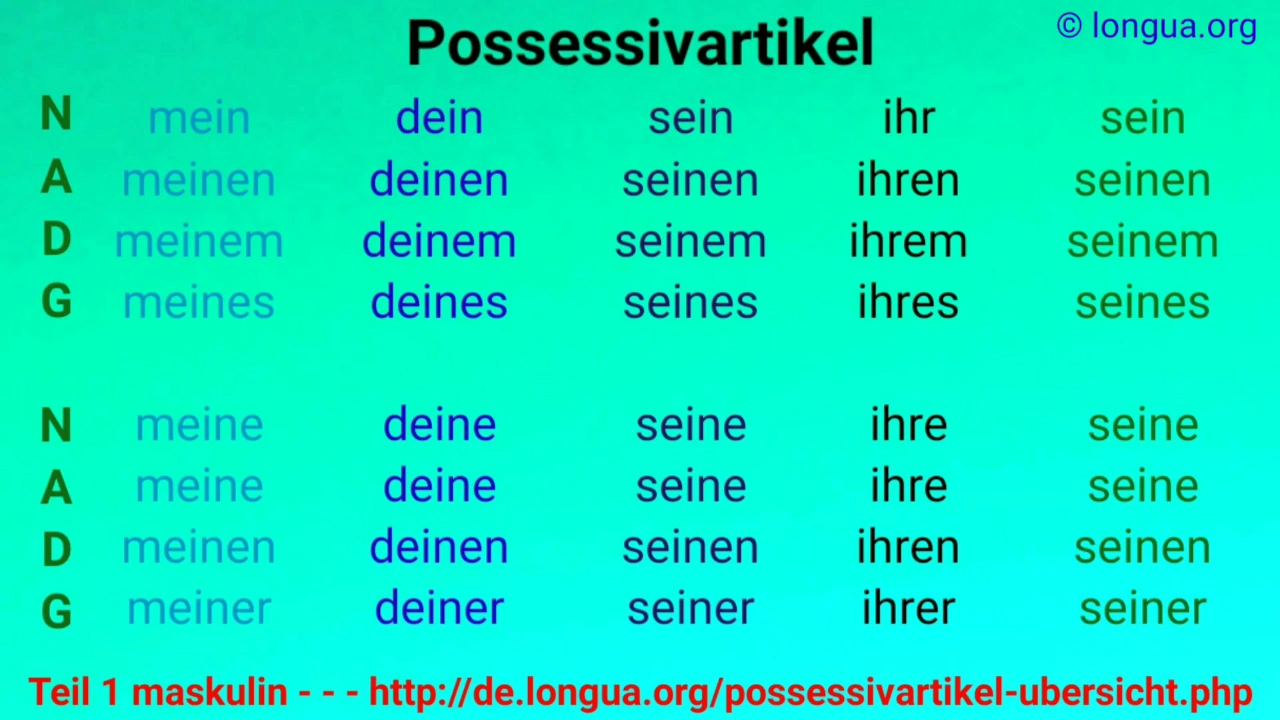 Possessivartikel
© longua.org
N mein dein sein ihr sein
A meinen deinen seinen ihren seinen
D meinem deinem seinem ihrem seinem
G meines deines seines ihres seines
N meine deine seine ihre seine
A meine deine seine ihre seine
D meinen deinen seinen ihren seinen
G meiner deiner seiner ihrer seiner
Teil 1 maskulin - - - http://de.longua.org/possessivartikel-ubersicht.php